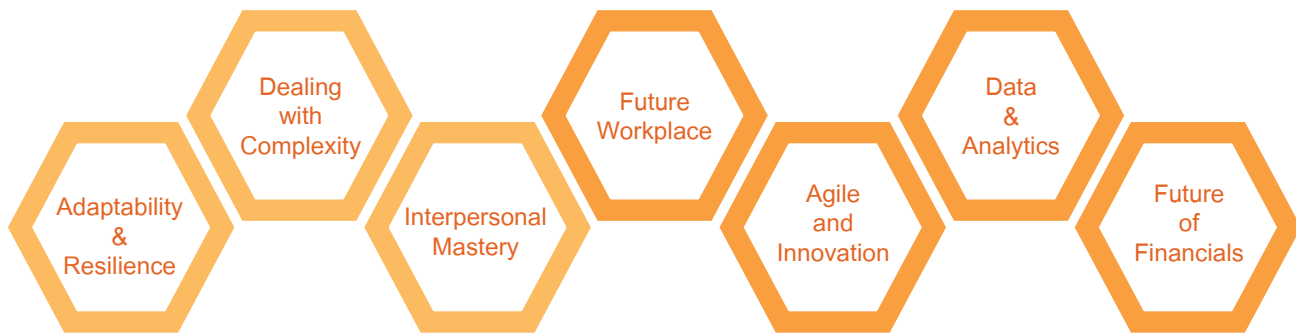 Adaptability
&
Resilience
Dealing
with
Complexity
Interpersonal
Mastery
Future
Workplace
Agile
and
Innovation
Data
&
Analytics
Future
of
Financials